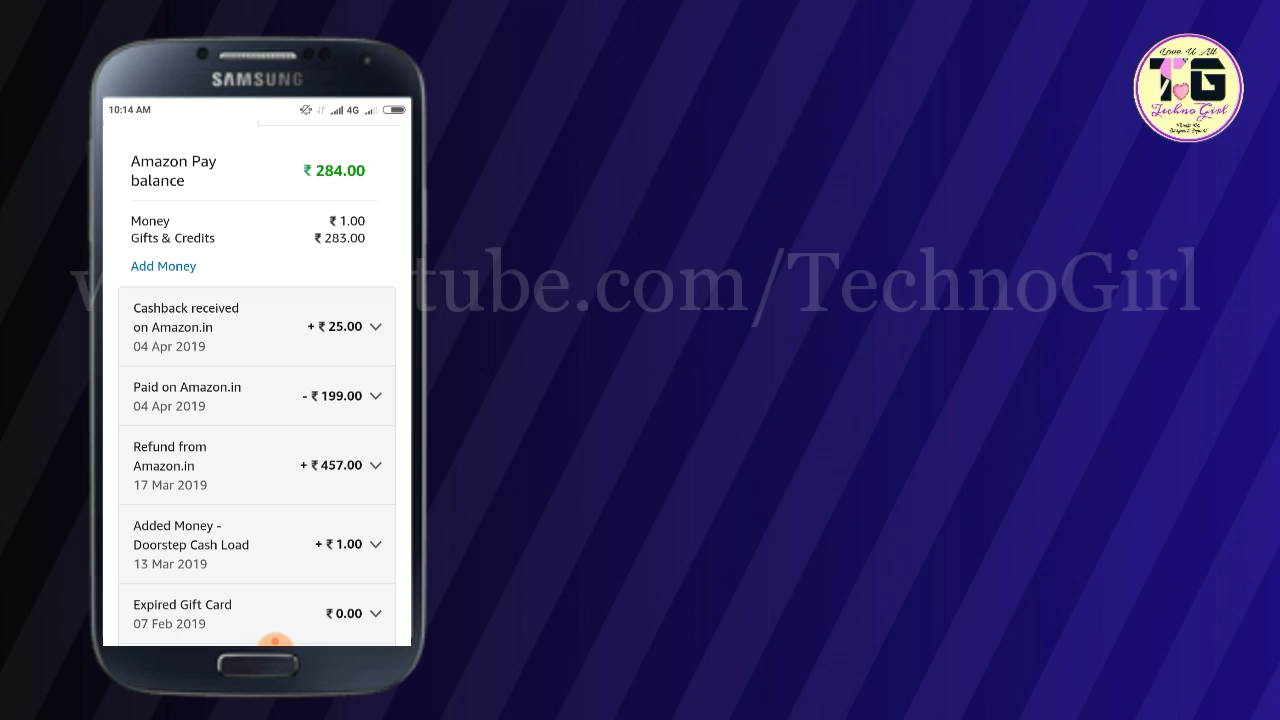 SAMSUNG
10:14 AM
4G
Amazon Pay
balance
₹ 284.00
Money
₹ 1.00
Gifts & Credits
₹ 283.00
Add Money
Cashback received
on Amazon.in
04 Apr 2019
+ ₹ 25.00
Paid on Amazon.in
04 Apr 2019
- ₹ 199.00
Refund from
Amazon.in
17 Mar 2019
+ ₹ 457.00
Added Money -
Doorstep Cash Load
13 Mar 2019
+ ₹ 1.00
Expired Gift Card
07 Feb 2019
₹ 0.00
tube.com/TechnoGirl
Love U All
TG
Techno Girl